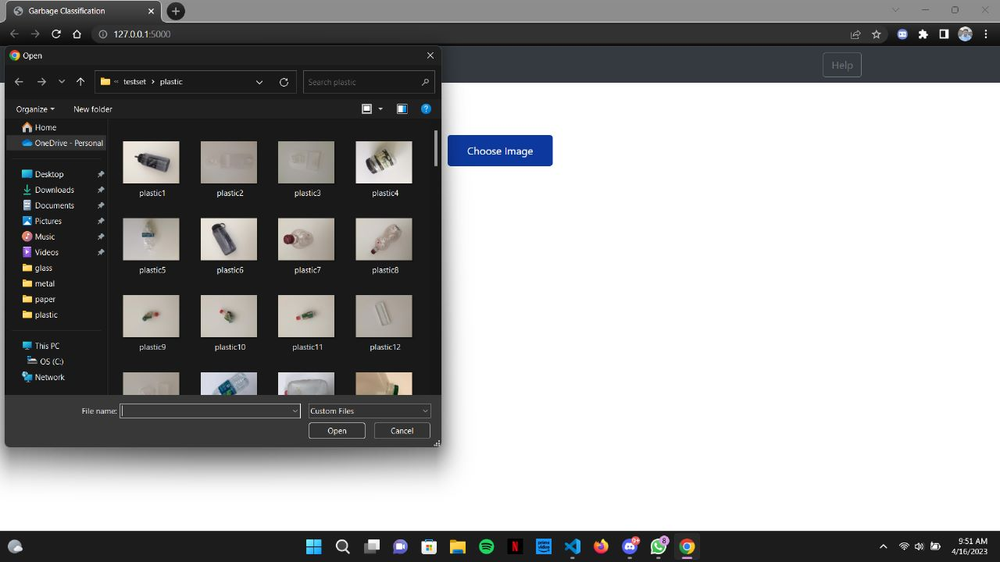 Garbage Classification
127.0.0.1:5000
Open
testset
plastic
Search plastic
Help
Organize
New folder
Choose Image
Home
OneDrive - Personal
Desktop
Downloads
Documents
Pictures
Music
Videos
glass
metal
paper
plastic
This PC
OS (C:)
Network
plastic1
plastic2
plastic3
plastic4
plastic5
plastic6
plastic7
plastic8
plastic9
plastic10
plastic11
plastic12
File name:
Custom Files
Open
Cancel
prime video
9+
8
9:51 AM
4/16/2023